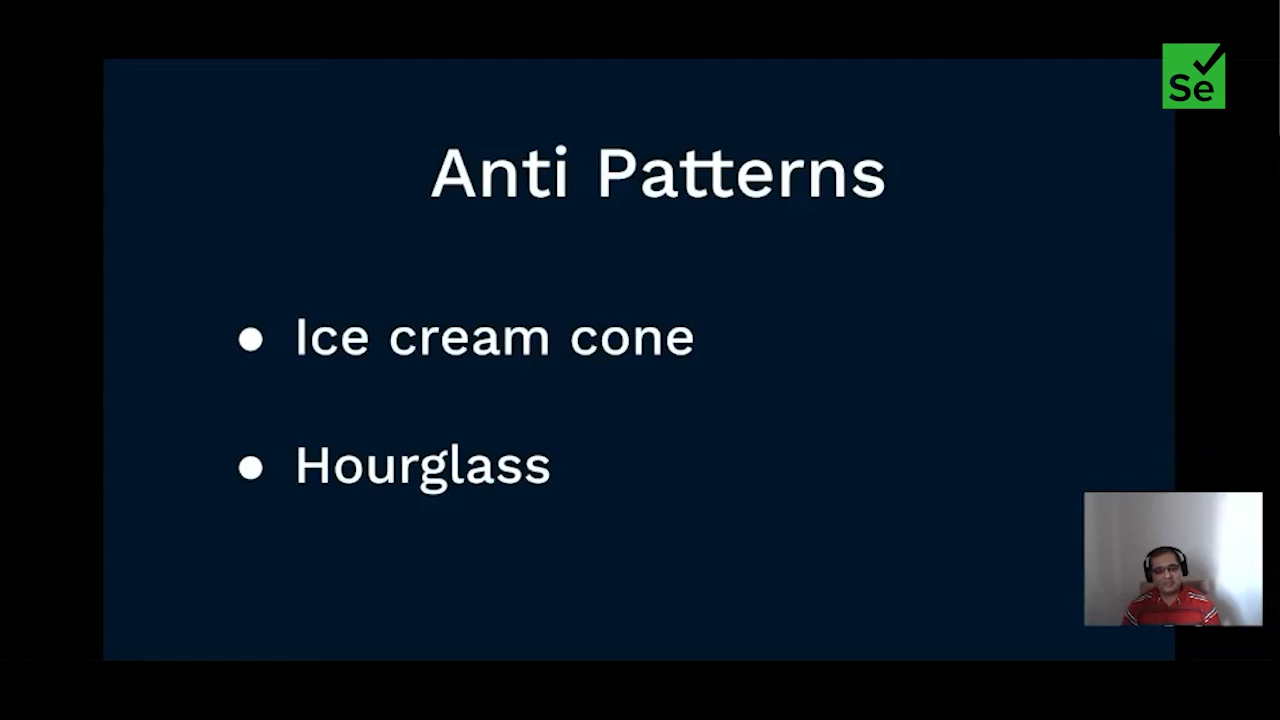 Se
Anti Patterns
● Ice cream cone
● Hourglass